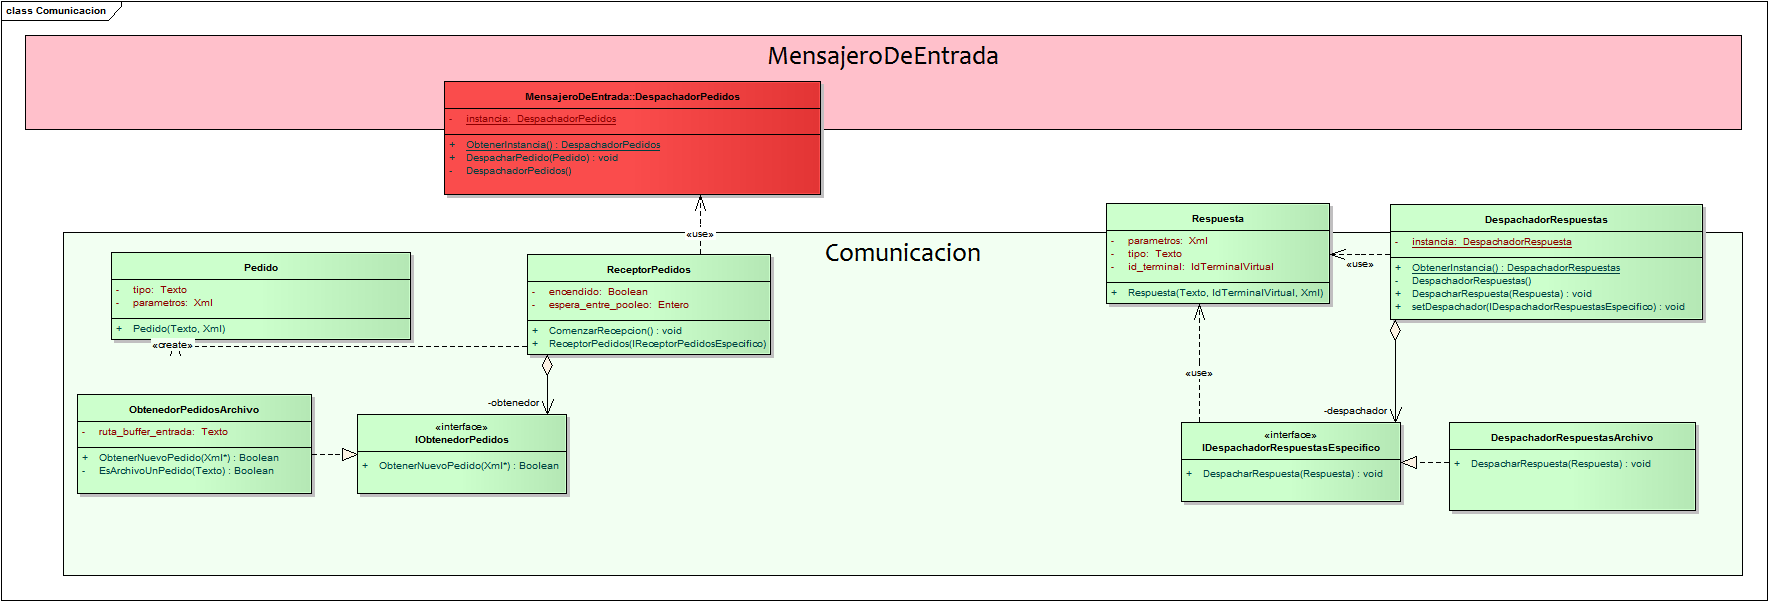 class Comunicacion
MensajeroDeEntrada
MensajeroDeEntrada::DespachadorPedidos
- instancia: DespachadorPedidos
+ ObtenerInstancia() : DespachadorPedidos
+ DespacharPedido(Pedido) : void
- DespachadorPedidos()
«use»
Comunicacion
Pedido
- tipo: Texto
- parametros: Xml
+ Pedido(Texto, Xml)
«create»
ReceptorPedidos
- encendido: Boolean
- espera_entre_pooleo: Entero
+ ComenzarRecepcion() : void
+ ReceptorPedidos(IReceptorPedidosEspecifico)
-obtenedor
ObtenedorPedidosArchivo
- ruta_buffer_entrada: Texto
+ ObtenerNuevoPedido(Xml*) : Boolean
- EsArchivoUnPedido(Texto) : Boolean
«interface»
IObtenedorPedidos
+ ObtenerNuevoPedido(Xml*) : Boolean
Respuesta
- parametros: Xml
- tipo: Texto
- id_terminal: IdTerminalVirtual
+ Respuesta(Texto, IdTerminalVirtual, Xml)
«use»
DespachadorRespuestas
- instancia: DespachadorRespuesta
+ ObtenerInstancia() : DespachadorRespuestas
- DespachadorRespuestas()
+ DespacharRespuesta(Respuesta) : void
+ setDespachador(IDespachadorRespuestasEspecifico) : void
«use»
-despachador
«interface»
IDespachadorRespuestasEspecifico
+ DespacharRespuesta(Respuesta) : void
DespachadorRespuestasArchivo
+ DespacharRespuesta(Respuesta) : void